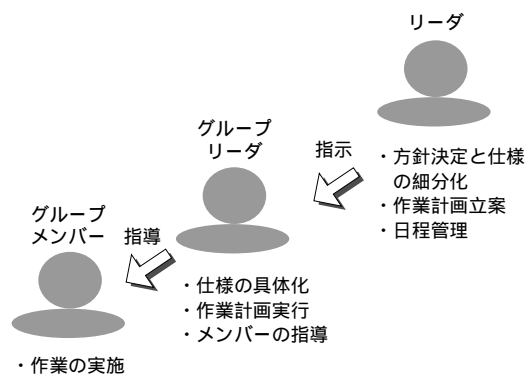 リーダ
・方針決定と仕様
の細分化
・作業計画立案
・日程管理
指示
グループ
リーダ
・仕様の具体化
・作業計画実行
・メンバーの指導
指導
グループ
メンバー
・作業の実施